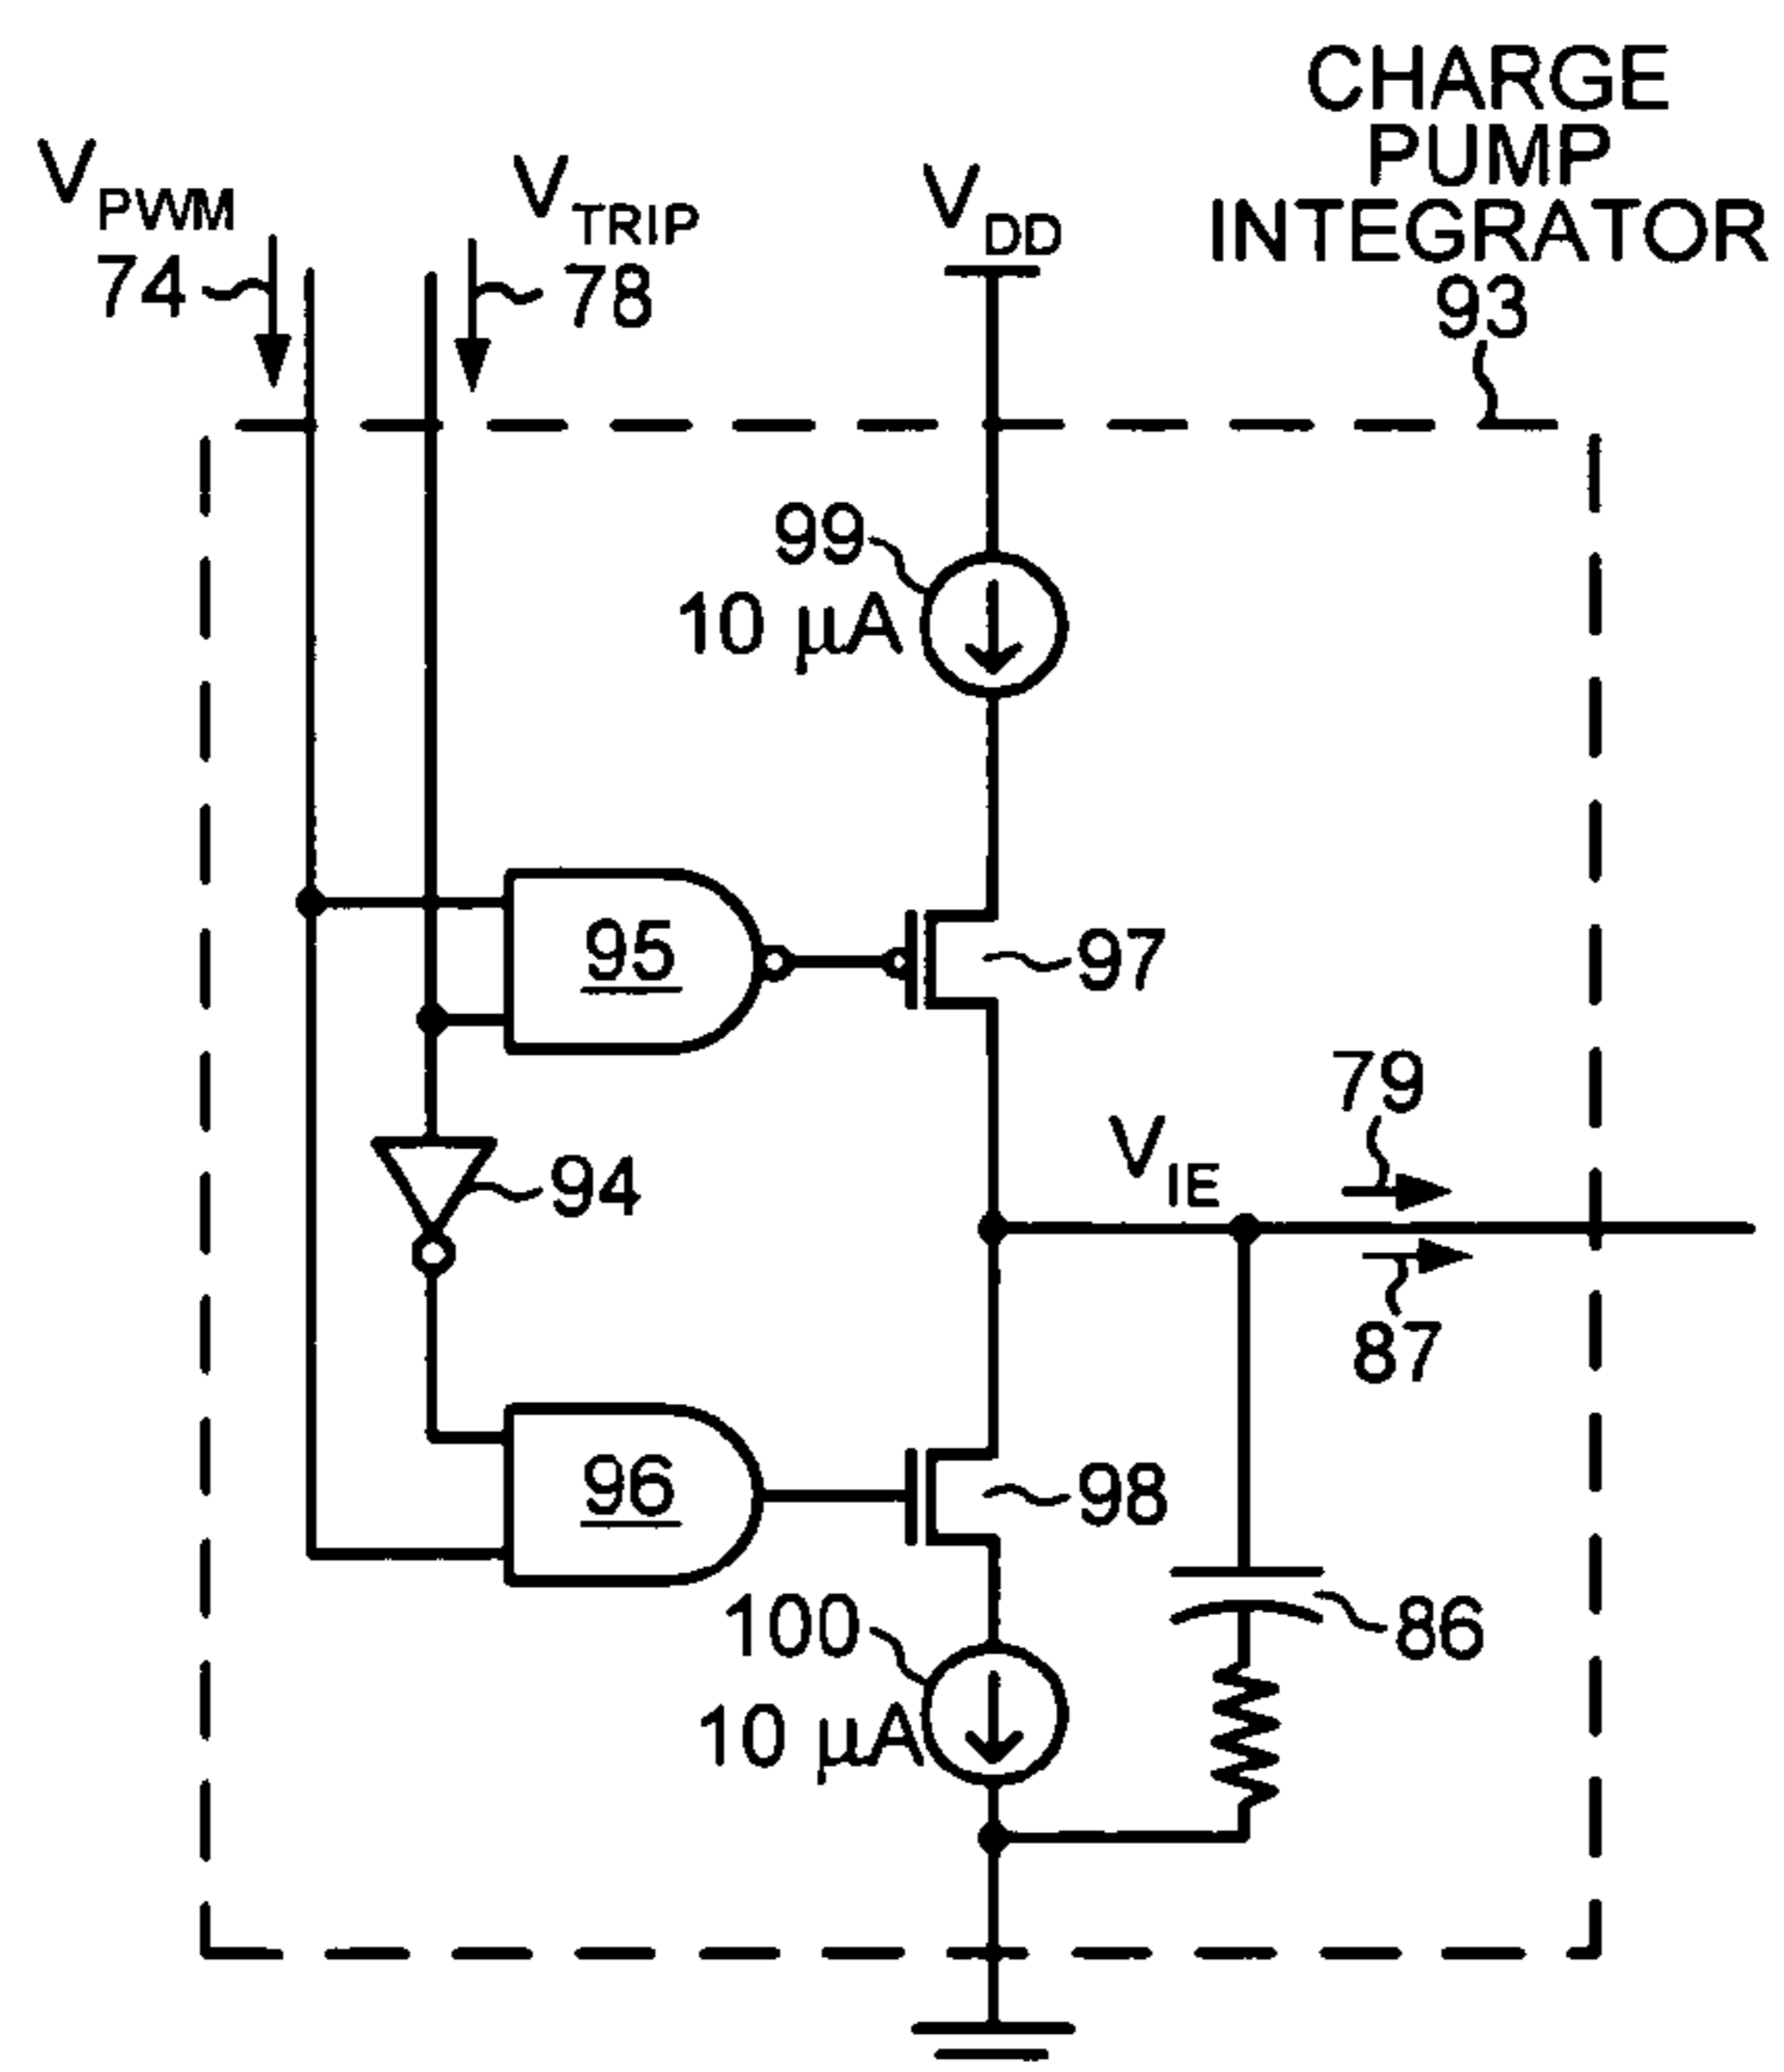 CHARGE
PUMP
INTEGRATOR
93
VPWM
74
VTRIP
78
VDD
99
10 µA
95
97
79
VIE
94
87
96
98
100
10 µA
86